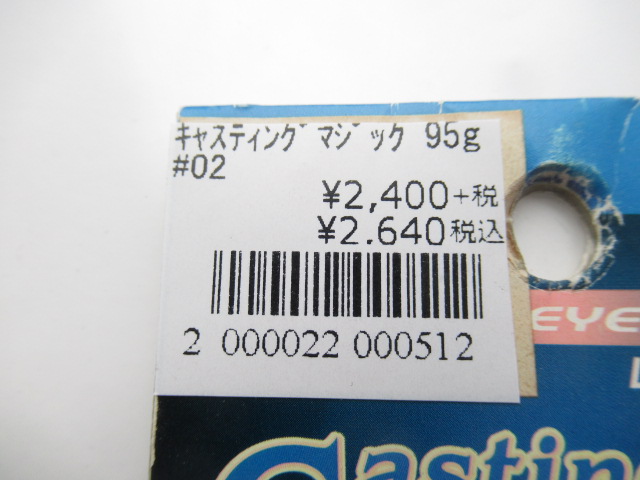 ｷｬｽﾃｨﾝｸﾞ ﾏｼﾞｯｸ 95g
#02
¥2,400+税
¥2.640税込
2 000022 000512
EYE
Casting